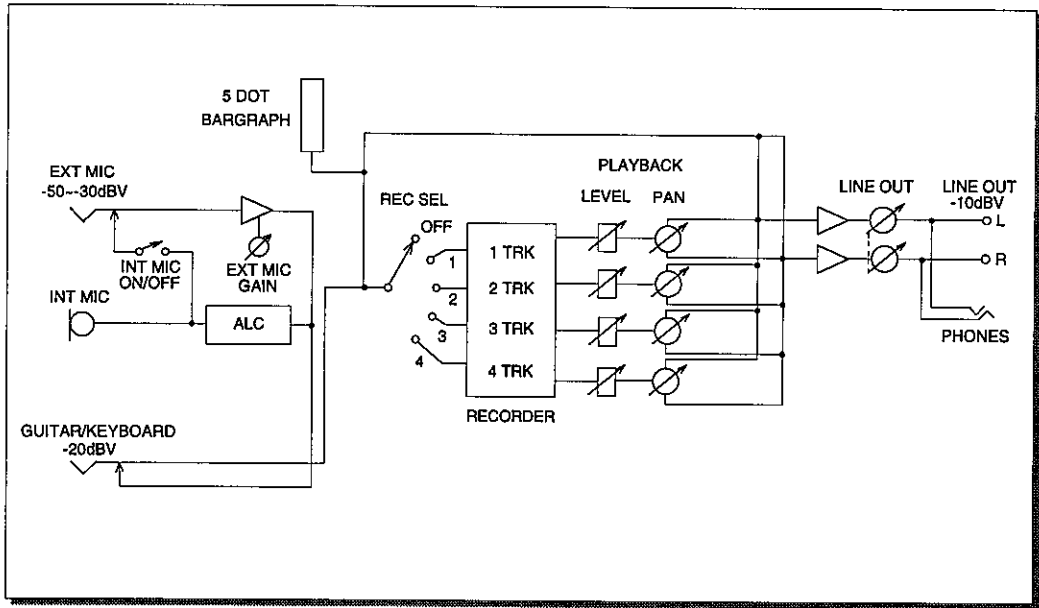 5 DOT
BARGRAPH
EXT MIC
-50~-30dBV
INT MIC
ON/OFF
EXT MIC
GAIN
INT MIC
ALC
GUITAR/KEYBOARD
-20dBV
REC SEL
OFF
1
2
3
4
1 TRK
2 TRK
3 TRK
4 TRK
RECORDER
PLAYBACK
LEVEL
PAN
LINE OUT
LINE OUT
-10dBV
L
R
PHONES